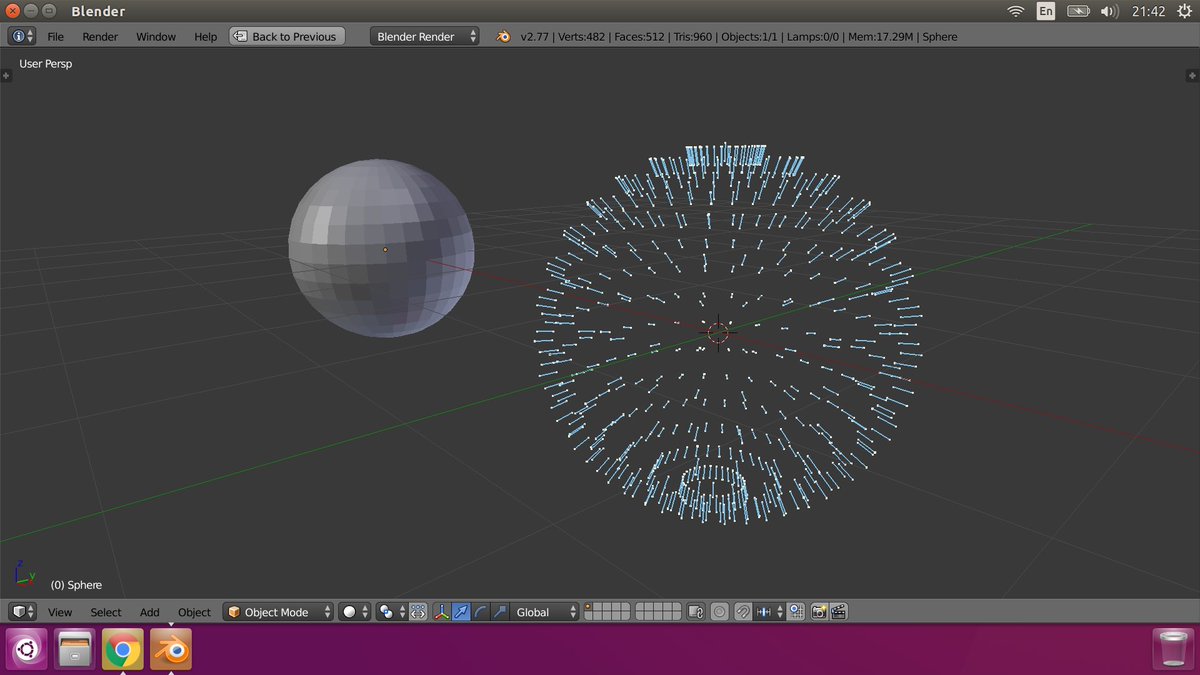 Blender
En
21:42
File Render Window Help Back to Previous Blender Render v2.77 | Verts:482 | Faces:512 | Tris:960 | Objects:1/1 | Lamps:0/0 | Mem:17.29M | Sphere
User Persp
z
y
(0) Sphere
View Select Add Object Object Mode Global